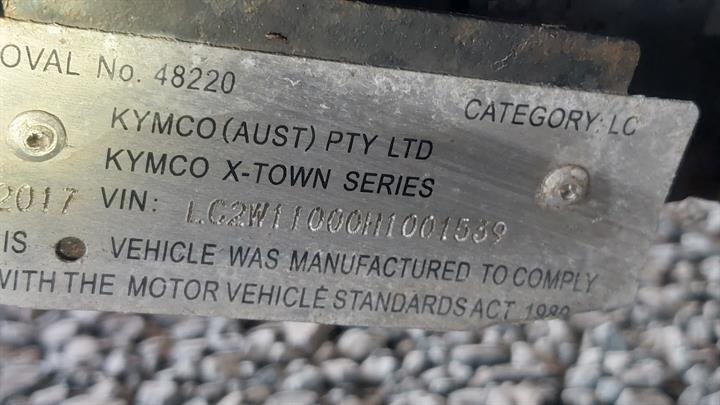 OVAL No. 48220
CATEGORY: LC
KYMCO (AUST) PTY LTD
KYMCO X-TOWN SERIES
2017 VIN: LC2W11000H1001539
IS VEHICLE WAS MANUFACTURED TO COMPLY
WITH THE MOTOR VEHICLE STANDARDS ACT 1989